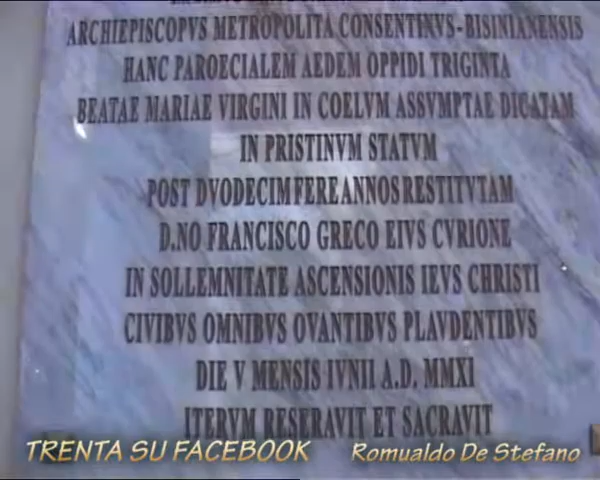 ARCHIEPISCOPVS METROPOLITA CONSENTINVS-BISINIANENSIS
HANC PAROECIALEM AEDEM OPPIDI TRIGINTA
BEATAE MARIAE VIRGINI IN COELVM ASSVMPTAE DICATAM
IN PRISTINVM STATVM
POST DVODECIM FERE ANNOS RESTITVTAM
D.NO FRANCISCO GRECO EIVS CVRIONE
IN SOLLEMNITATE ASCENSIONIS IEVS CHRISTI
CIVIBVS OMNIBVS OVANTIBVS PLAVDENTIBVS
DIE V MENSIS IVNII A.D. MMXI
ITERVM RESERAVIT ET SACRAVIT
TRENTA SU FACEBOOK Romualdo De Stefano